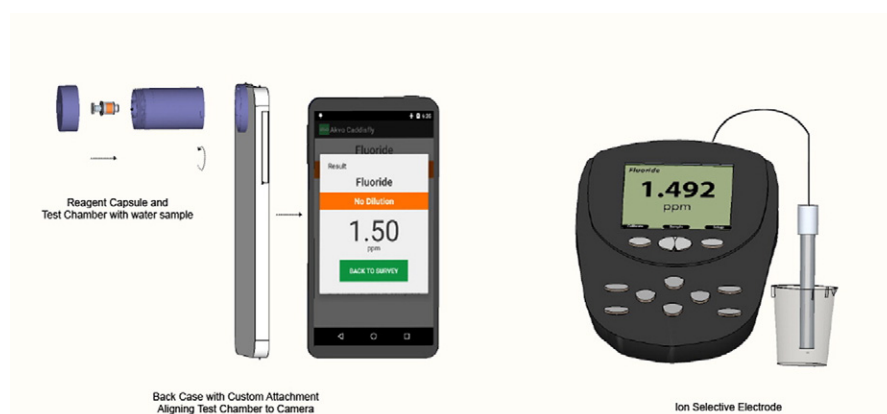 6:20
Akvo Caddisfly
Fluoride
Result
Fluoride
No Dilution
1.50
ppm
BACK TO SURVEY
Reagent Capsule and
Test Chamber with water sample
Back Case with Custom Attachment
Aligning Test Chamber to Camera
Fluoride
1.492
ppm
Ion Selective Electrode